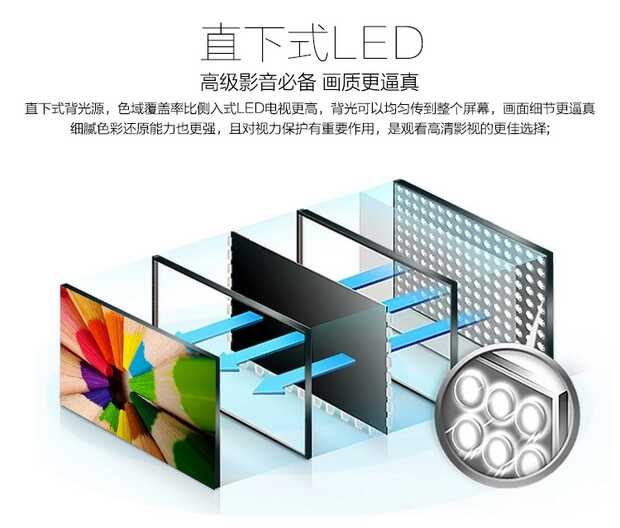 直下式LED
高级影音必备 画质更逼真
直下式背光源，色域覆盖率比侧入式LED电视更高，背光可以均匀传到整个屏幕，画面细节更逼真
细腻色彩还原能力也更强，且对视力保护有重要作用，是观看高清影视的更佳选择;